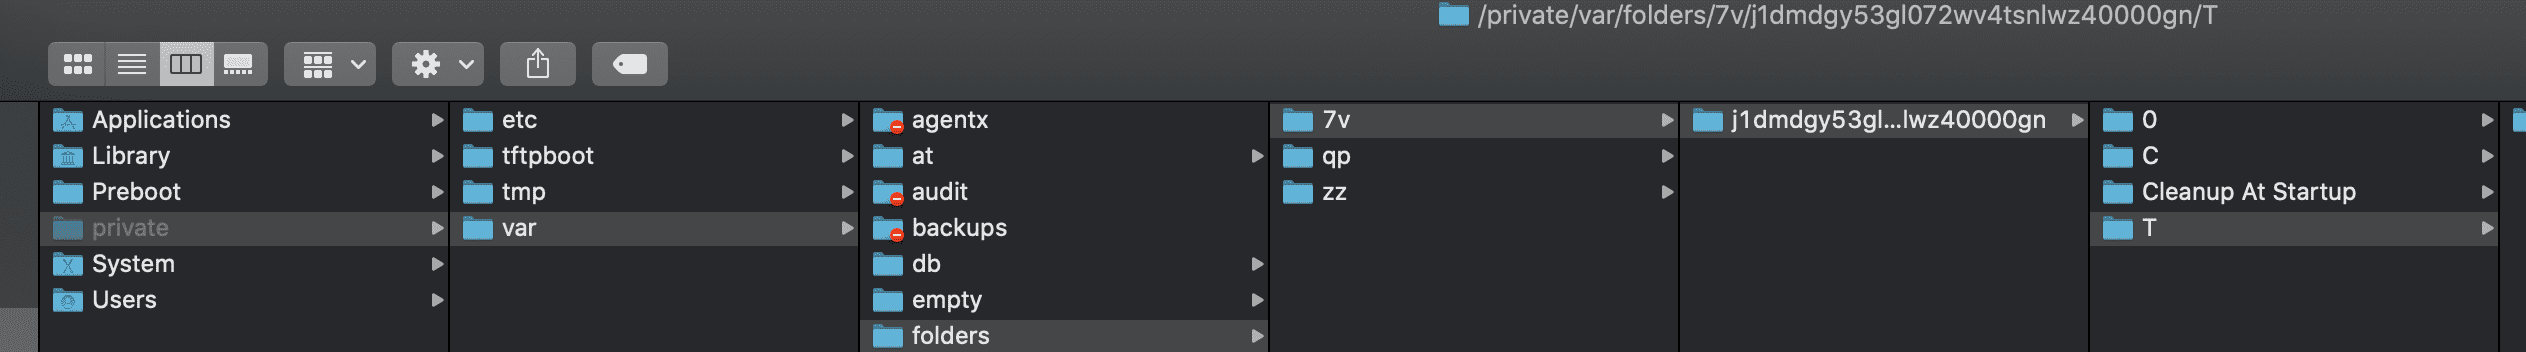 /private/var/folders/7v/j1dmdgy53gl072wv4tsnlwz40000gn/T
Applications
Library
Preboot
private
System
Users
etc
tftpboot
tmp
var
agentx
at
audit
backups
db
empty
folders
7v
qp
zz
j1dmdgy53gl...lwz40000gn
0
C
Cleanup At Startup
T